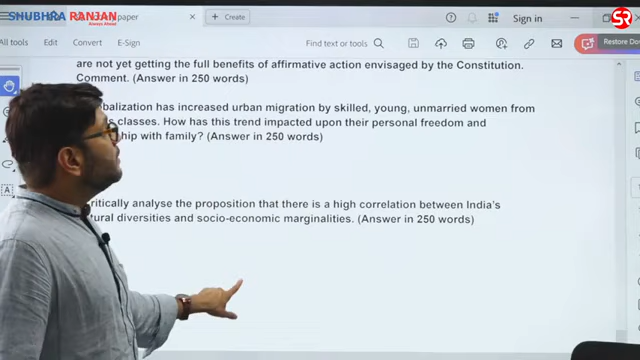 SHUBHRA RANJAN
Always Ahead
paper
Create
Sign in
SR
Restore Down
All tools
Edit
Convert
E-Sign
Find text or tools
are not yet getting the full benefits of affirmative action envisaged by the Constitution.
Comment. (Answer in 250 words)
has increased urban migration by skilled, young, unmarried women from
classes. How has this trend impacted upon their personal freedom and
with family? (Answer in 250 words)
ritically analyse the proposition that there is a high correlation between India's
tural diversities and socio-economic marginalities. (Answer in 250 words)